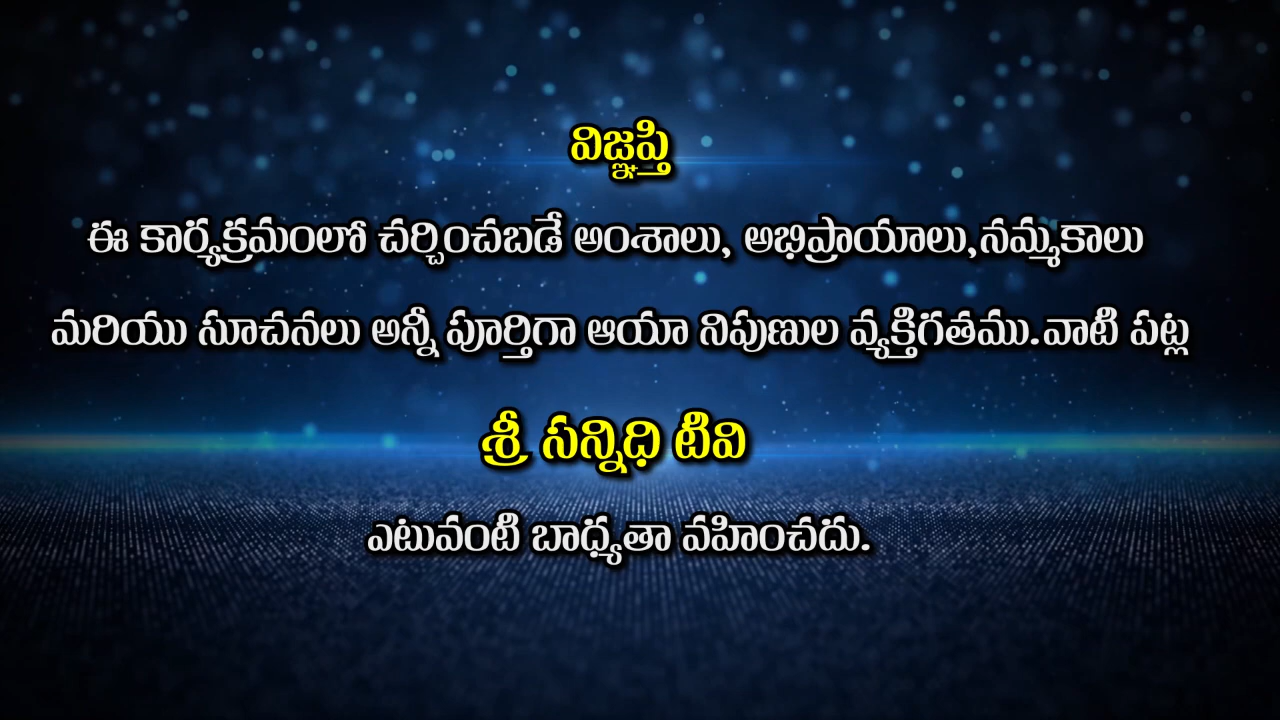 విజ్ఞప్తి
ఈ కార్యక్రమంలో చర్చించబడే అంశాలు, అభిప్రాయాలు,నమ్మకాలు
మరియు సూచనలు అన్నీ పూర్తిగా ఆయా నిపుణుల వ్యక్తిగతము.వాటి పట్ల
శ్రీ సన్నిధి టివి
ఎటువంటి బాధ్యతా వహించదు.